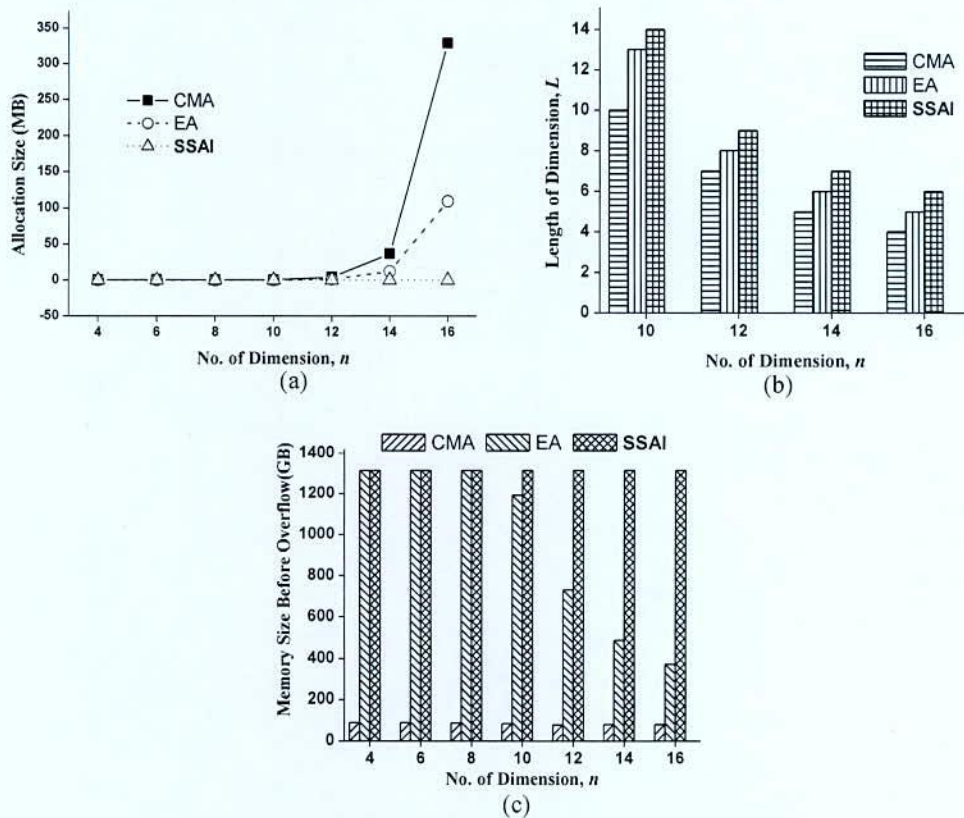 350
300
250
200
150
100
50
0
-50
Allocation Size (MB)
CMA
EA
SSAI
4 6 8 10 12 14 16
No. of Dimension, n
(a)
14
12
10
8
6
4
2
0
Length of Dimension, L
CMA
EA
SSAI
10 12 14 16
No. of Dimension, n
(b)
CMA EA SSAI
1400
1200
1000
800
600
400
200
0
Memory Size Before Overflow(GB)
4 6 8 10 12 14 16
No. of Dimension, n
(c)